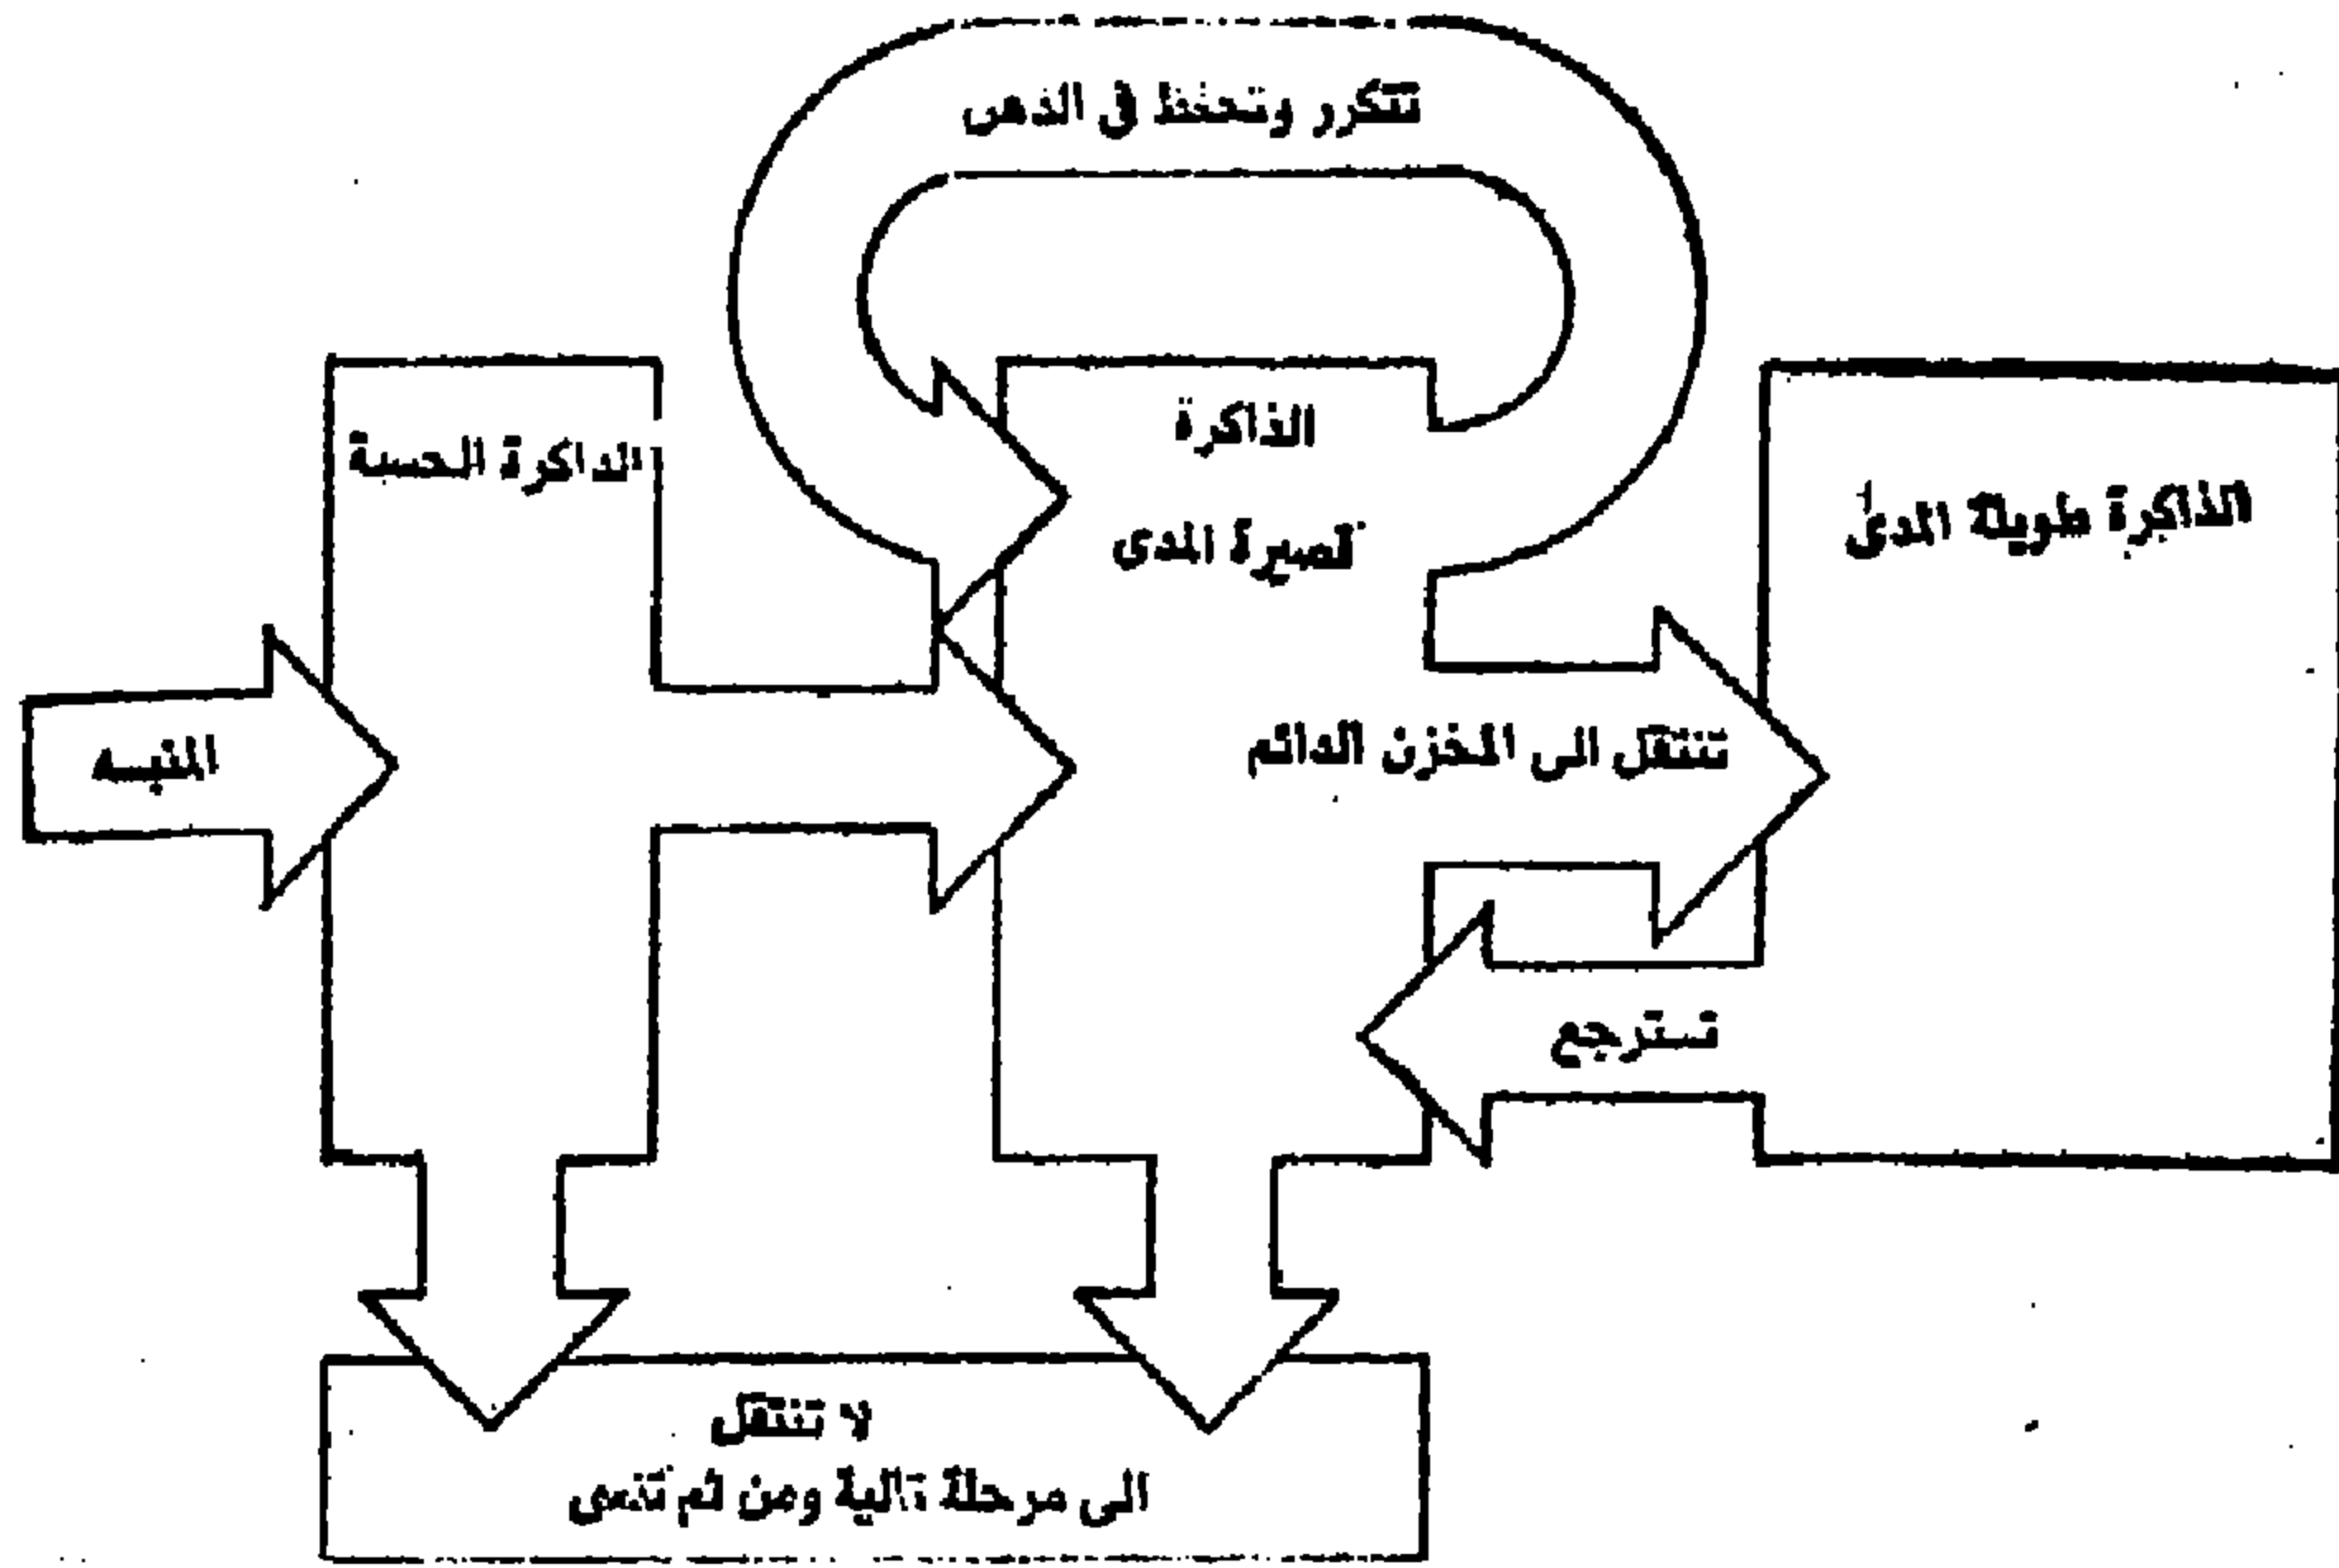 تتكرر وتحفظ فى الذهن
الذاكرة الحسية
الذاكرة
قصيرة المدى
الذاكرة طويلة المدى
المنبه
تنتقل الى المخزن الدائم
تسترجع
لا تنتقل
الى مرحلة تالية ومن ثم تنسى